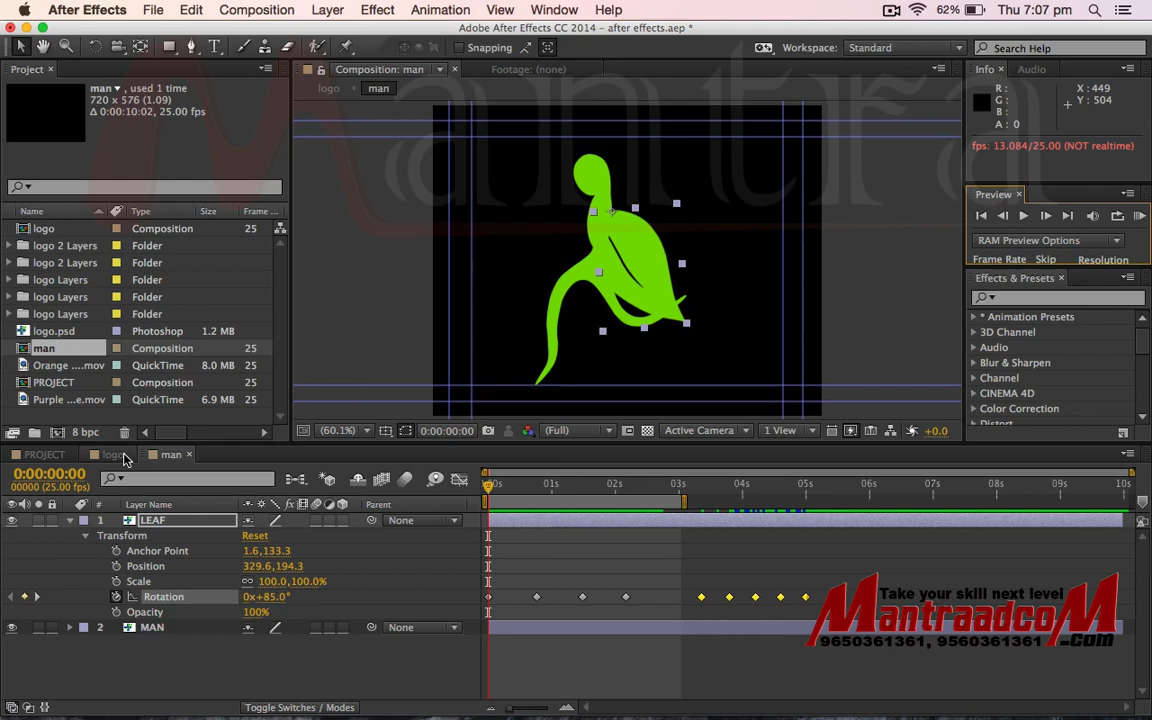 After Effects File Edit Composition Layer Effect Animation View Window Help 62% Thu 7:07 pm
Adobe After Effects CC 2014 - after effects.aep *
Snapping Workspace: Standard Search Help
Project Composition: man Footage: (none) Info Audio
logo man
man, used 1 time
720 x 576 (1.09)
Δ 0:00:10:02, 25.00 fps
R: X: 449
G: Y: 504
B:
A: 0
fps: 13.084/25.00 (NOT realtime)
Mantra
Preview
RAM Preview Options
Frame Rate Skip Resolution
Effects & Presets
* Animation Presets
3D Channel
Audio
Blur & Sharpen
Channel
CINEMA 4D
Color Correction
Distort
Name Type Size Frame...
logo Composition 25
logo 2 Layers Folder
logo 2 Layers Folder
logo Layers Folder
logo Layers Folder
logo Layers Folder
logo.psd Photoshop 1.2 MB
man Composition 25
Orange ....mov QuickTime 8.0 MB 25
PROJECT Composition 25
Purple ...e.mov QuickTime 6.9 MB 25
8 bpc
(60.1%) 0:00:00:00 (Full) Active Camera 1 View +0.0
PROJECT logo man
0:00:00:00
00000 (25.00 fps)
00s 01s 02s 03s 04s 05s 06s 07s 08s 09s 10s
# Layer Name Parent
1 LEAF None
Transform Reset
Anchor Point 1.6,133.3
Position 329.6,194.3
Scale 100.0,100.0%
Rotation 0x+85.0°
Opacity 100%
2 MAN None
Toggle Switches / Modes
Take your skill next level
MantraadcoM
.com
9650361361, 9560361361